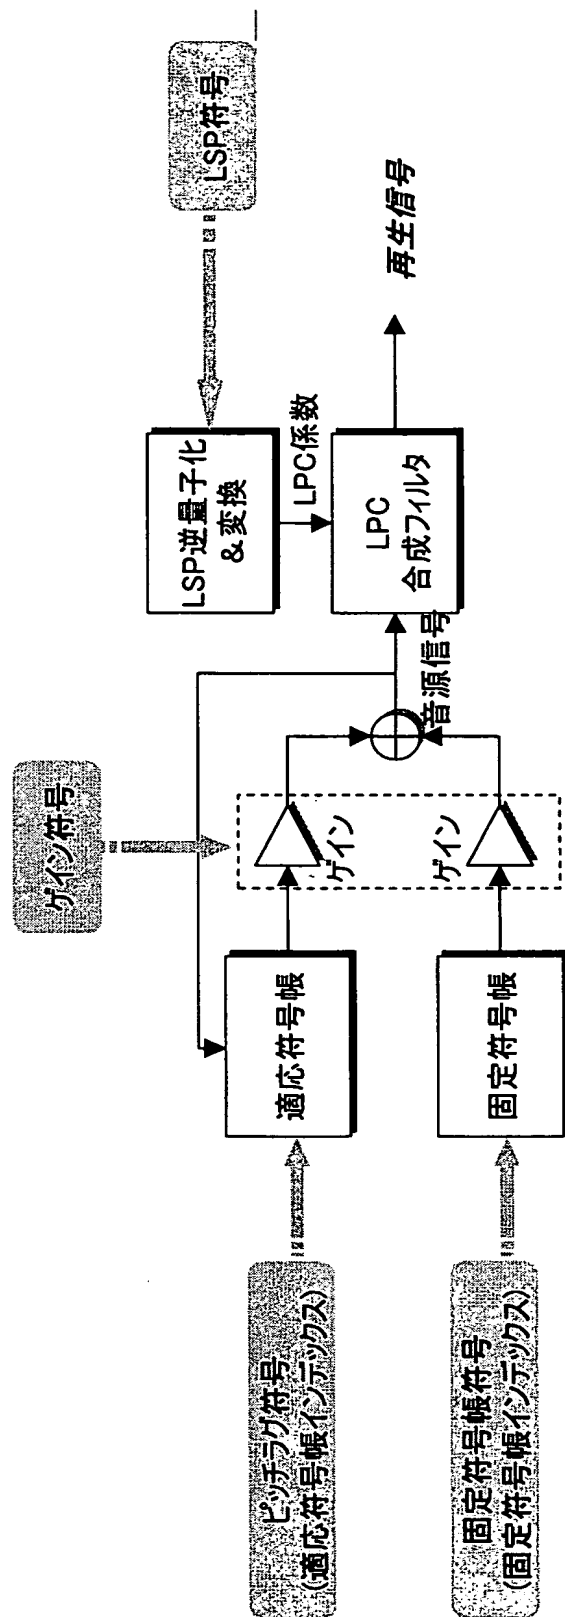 ピッチラグ符号
(適応符号帳インデックス)
固定符号帳符号
(固定符号帳インデックス)
ゲイン符号
適応符号帳
固定符号帳
ゲイン
ゲイン
音源信号
LSP逆量子化
&変換
LPC係数
LPC
合成フィルタ
LSP符号
再生信号